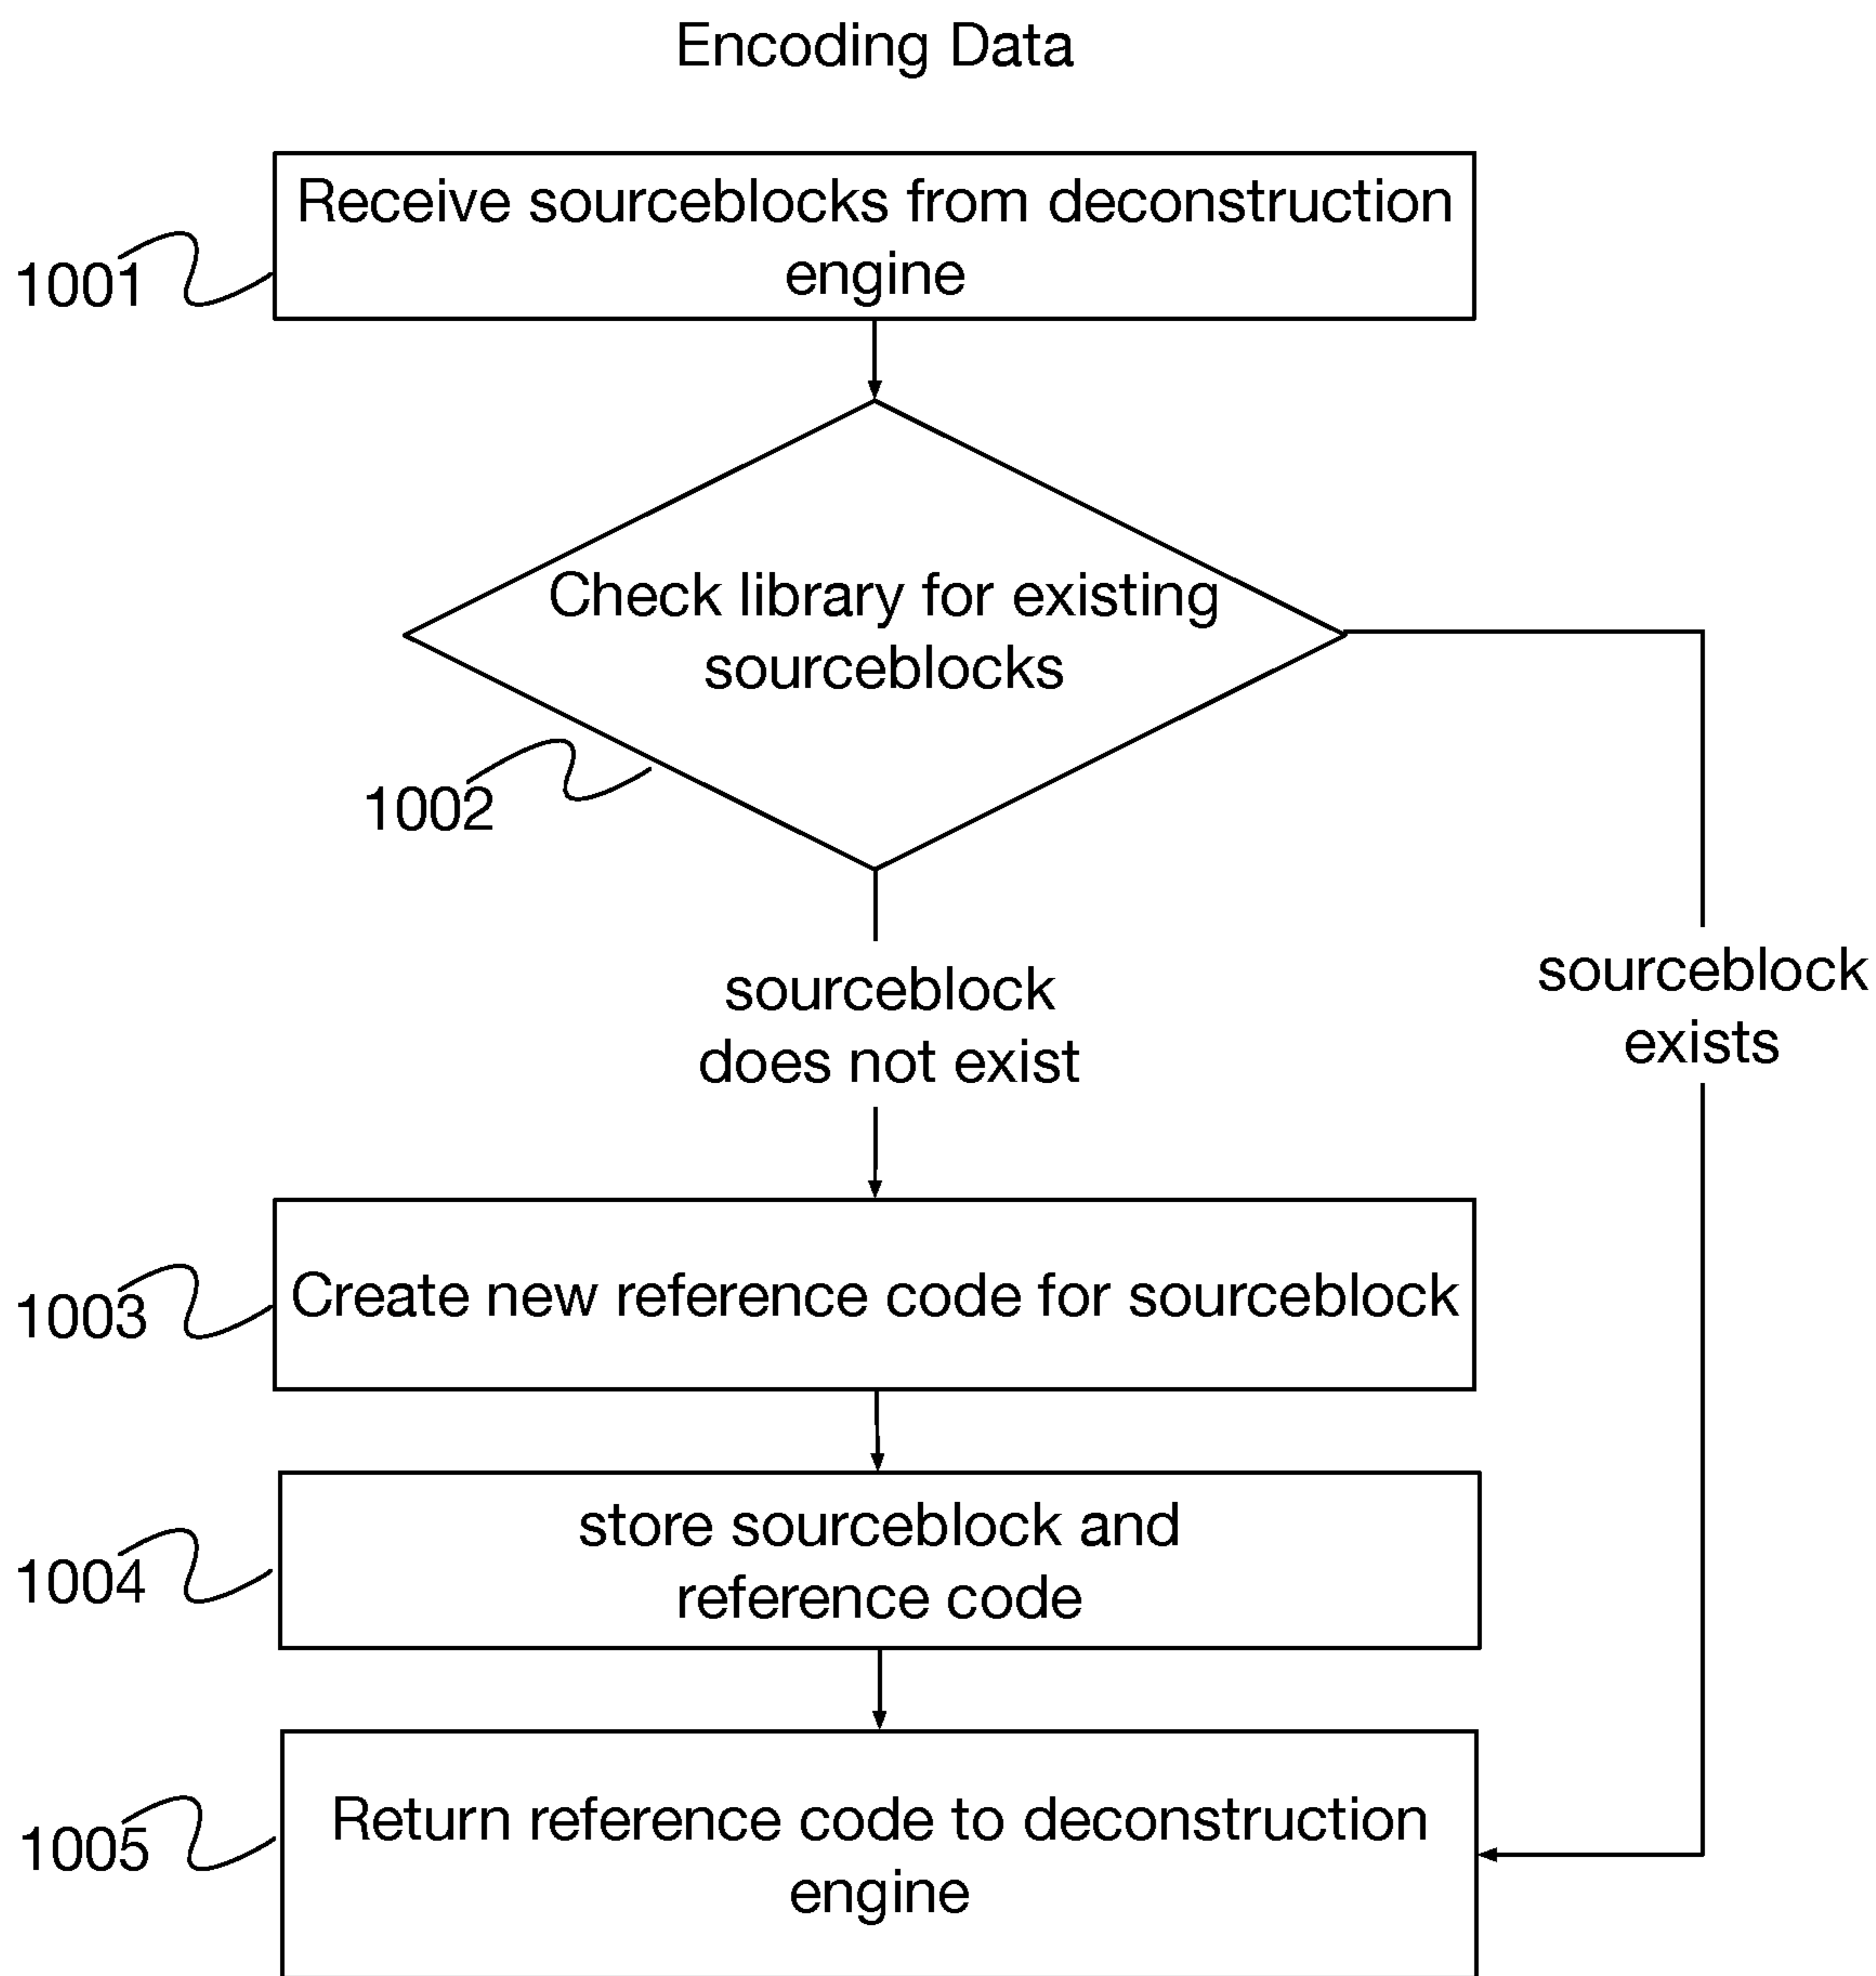 Encoding Data
Receive sourceblocks from deconstruction
engine
1001
Check library for existing
sourceblocks
1002
sourceblock
does not exist
sourceblock
exists
Create new reference code for sourceblock
1003
store sourceblock and
reference code
1004
Return reference code to deconstruction
engine
1005